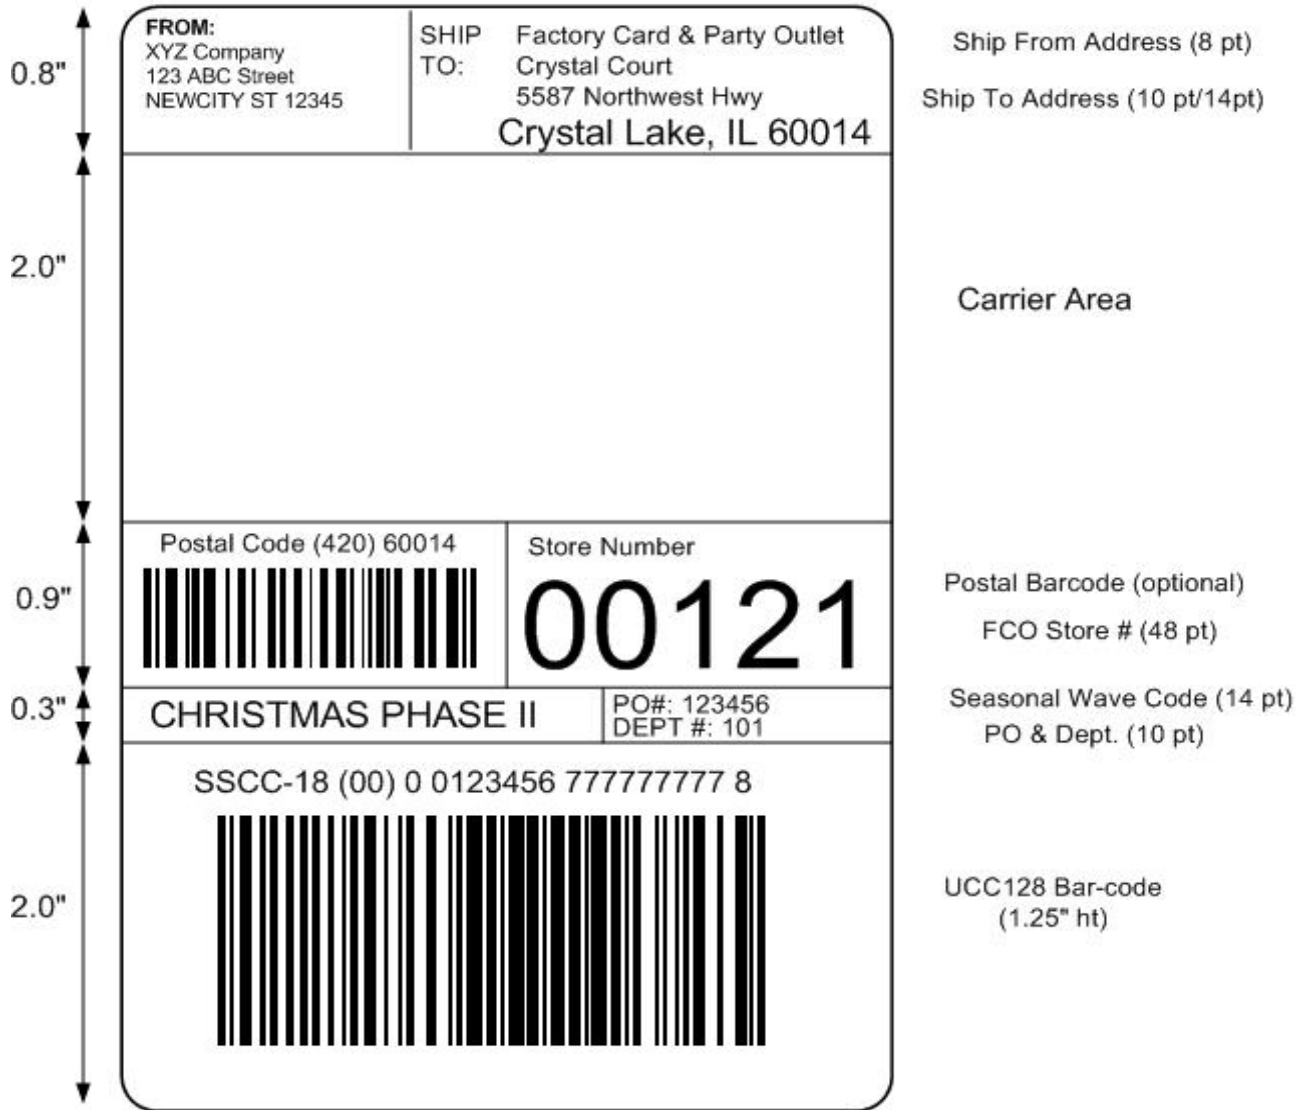 0.8"
FROM:
XYZ Company
123 ABC Street
NEWCITY ST 12345
SHIP TO:
Factory Card & Party Outlet
Crystal Court
5587 Northwest Hwy
Crystal Lake, IL 60014
Ship From Address (8 pt)
Ship To Address (10 pt/14pt)
2.0"
Carrier Area
0.9"
Postal Code (420) 60014
Store Number
00121
Postal Barcode (optional)
FCO Store # (48 pt)
0.3"
CHRISTMAS PHASE II
PO#: 123456
DEPT #: 101
Seasonal Wave Code (14 pt)
PO & Dept. (10 pt)
2.0"
SSCC-18 (00) 0 0123456 777777777 8
UCC128 Bar-code
(1.25" ht)